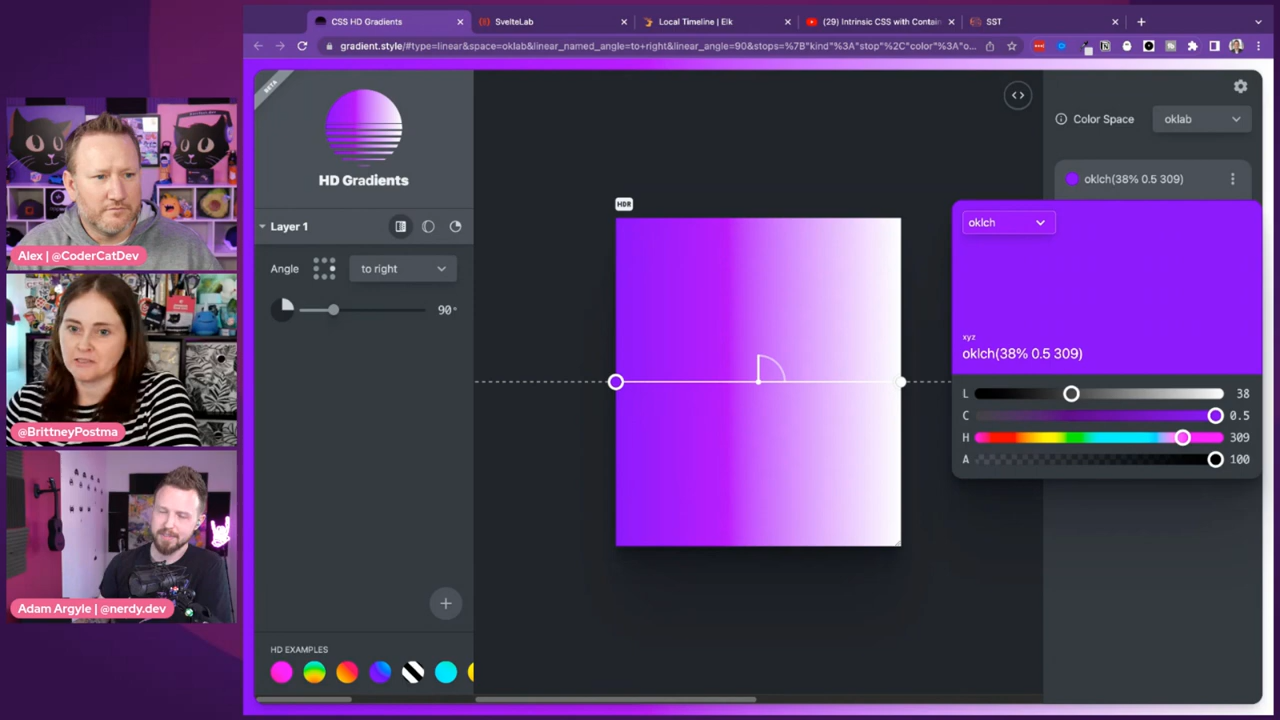 CSS HD Gradients
SvelteLab
Local Timeline | Elk
(29) Intrinsic CSS with Contain
SST
gradient.style/#type=linear&space=oklab&linear_named_angle=to+right&linear_angle=90&stops=%7B"kind"%3A"stop"%2C"color"%3A"o...
BETA
HD Gradients
Layer 1
Angle
to right
90°
HD EXAMPLES
HDR
Color Space
oklab
oklch(38% 0.5 309)
oklch
xyz
oklch(38% 0.5 309)
L 38
C 0.5
H 309
A 100
Alex | @CoderCatDev
@BrittneyPostma
Adam Argyle | @nerdy.dev